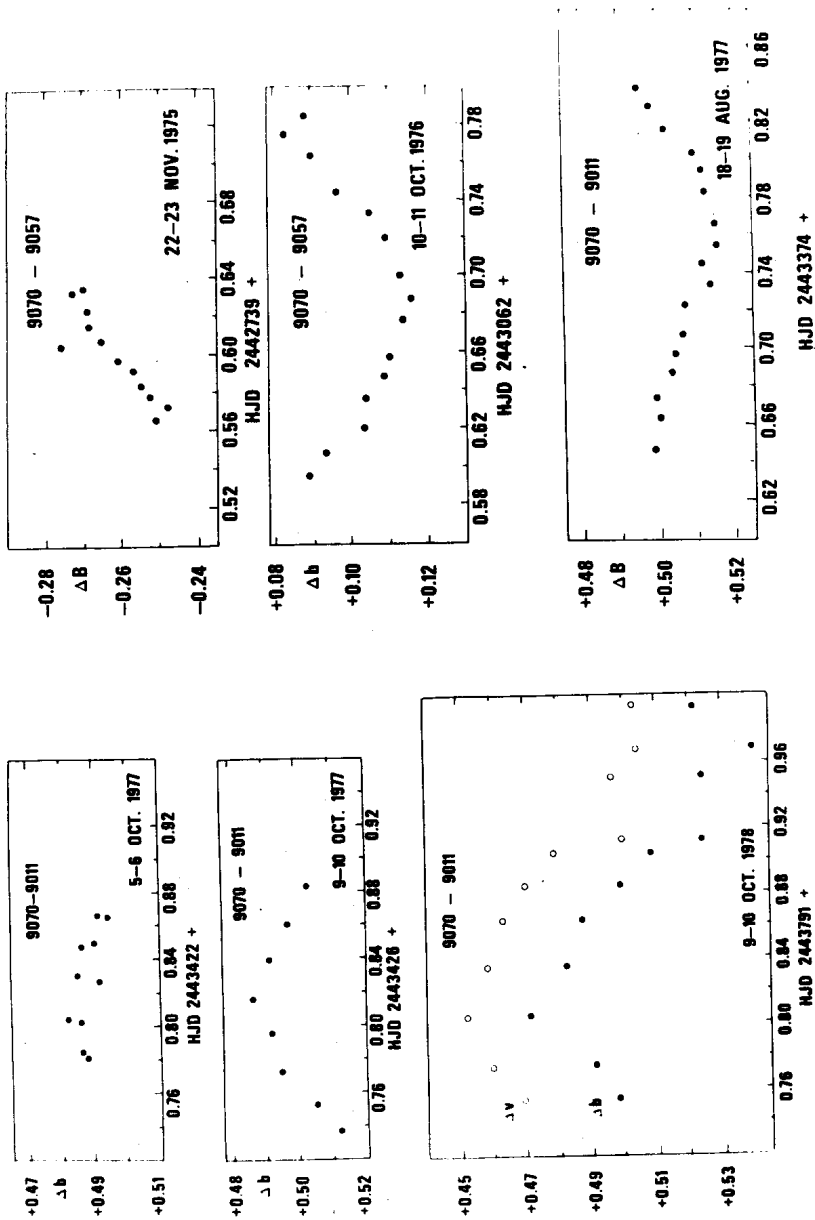 +0.47
Δb
+0.49
+0.51
9070–9011
5–6 OCT. 1977
0.76 0.80 0.84 0.88 0.92
HJD 2443422 +
+0.48
Δb
+0.50
+0.52
9070 – 9011
9–10 OCT. 1977
0.76 0.80 0.84 0.88 0.92
HJD 2443426 +
+0.45
+0.47
+0.49
+0.51
+0.53
Δv
Δb
9070 – 9011
9–10 OCT. 1978
0.76 0.80 0.84 0.88 0.92 0.96
HJD 2443791 +
–0.28
ΔB
–0.26
–0.24
9070 – 9057
22–23 NOV. 1975
0.52 0.56 0.60 0.64 0.68
HJD 2442739 +
+0.08
Δb
+0.10
+0.12
9070 – 9057
10–11 OCT. 1976
0.58 0.62 0.66 0.70 0.74 0.78
HJD 2443062 +
+0.48
ΔB
+0.50
+0.52
9070 – 9011
18–19 AUG. 1977
0.62 0.66 0.70 0.74 0.78 0.82 0.86
HJD 2443374 +